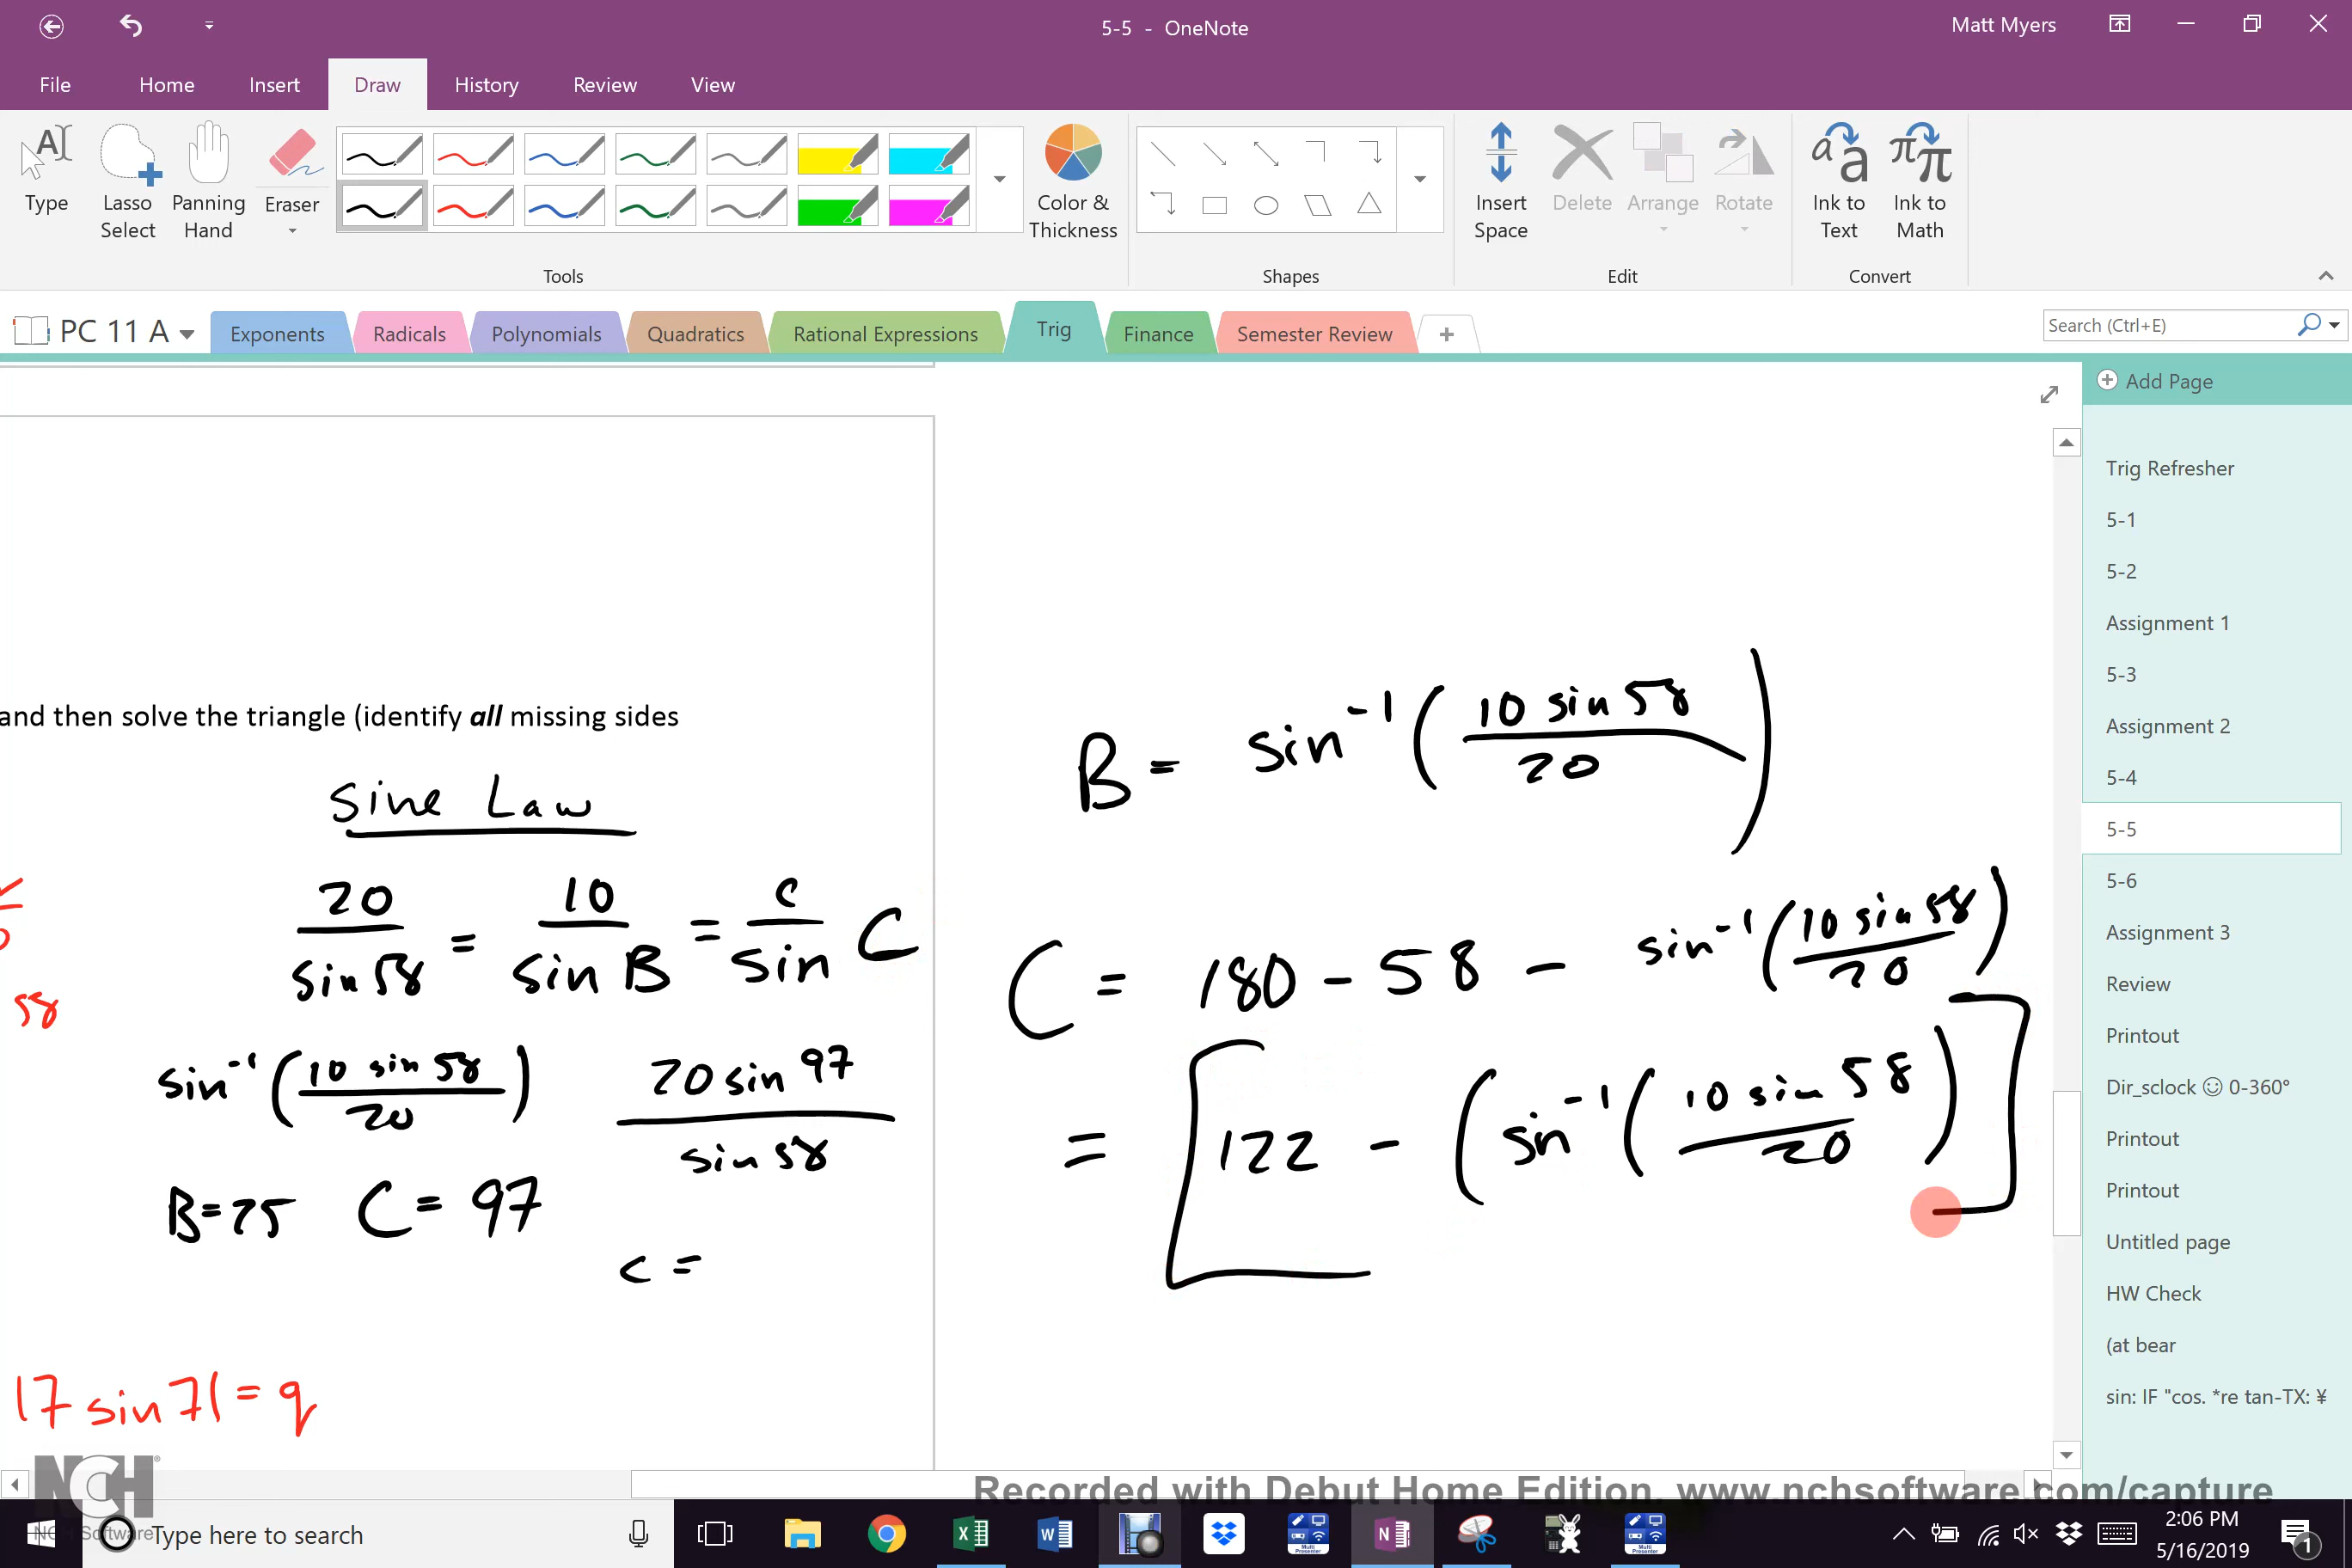 5-5 - OneNote
Matt Myers
File Home Insert Draw History Review View
Type
Lasso Select
Panning Hand
Eraser
Color & Thickness
Insert Space
Delete Arrange Rotate
Ink to Text
Ink to Math
Tools Shapes Edit Convert
PC 11 A Exponents Radicals Polynomials Quadratics Rational Expressions Trig Finance Semester Review
Search (Ctrl+E)
Add Page
Trig Refresher
5-1
5-2
Assignment 1
5-3
Assignment 2
5-4
5-5
5-6
Assignment 3
Review
Printout
Dir_sclock ☺ 0-360°
Printout
Printout
Untitled page
HW Check
(at bear
sin: IF "cos. *re tan-TX: ¥
and then solve the triangle (identify all missing sides
Sine Law
20/sin 58 = 10/sin B = c/sin C
58
sin⁻¹(10 sin 58/20)
20 sin 97/sin 58
B=25 C = 97
c =
17 sin 71 = q
B = sin⁻¹(10 sin 58/20)
C = 180 - 58 - sin⁻¹(10 sin 58/20)
= [122 - (sin⁻¹(10 sin 58/20)]
NCH®
NCH Software
Recorded with Debut Home Edition. www.nchsoftware.com/capture
Type here to search
2:06 PM
5/16/2019
1